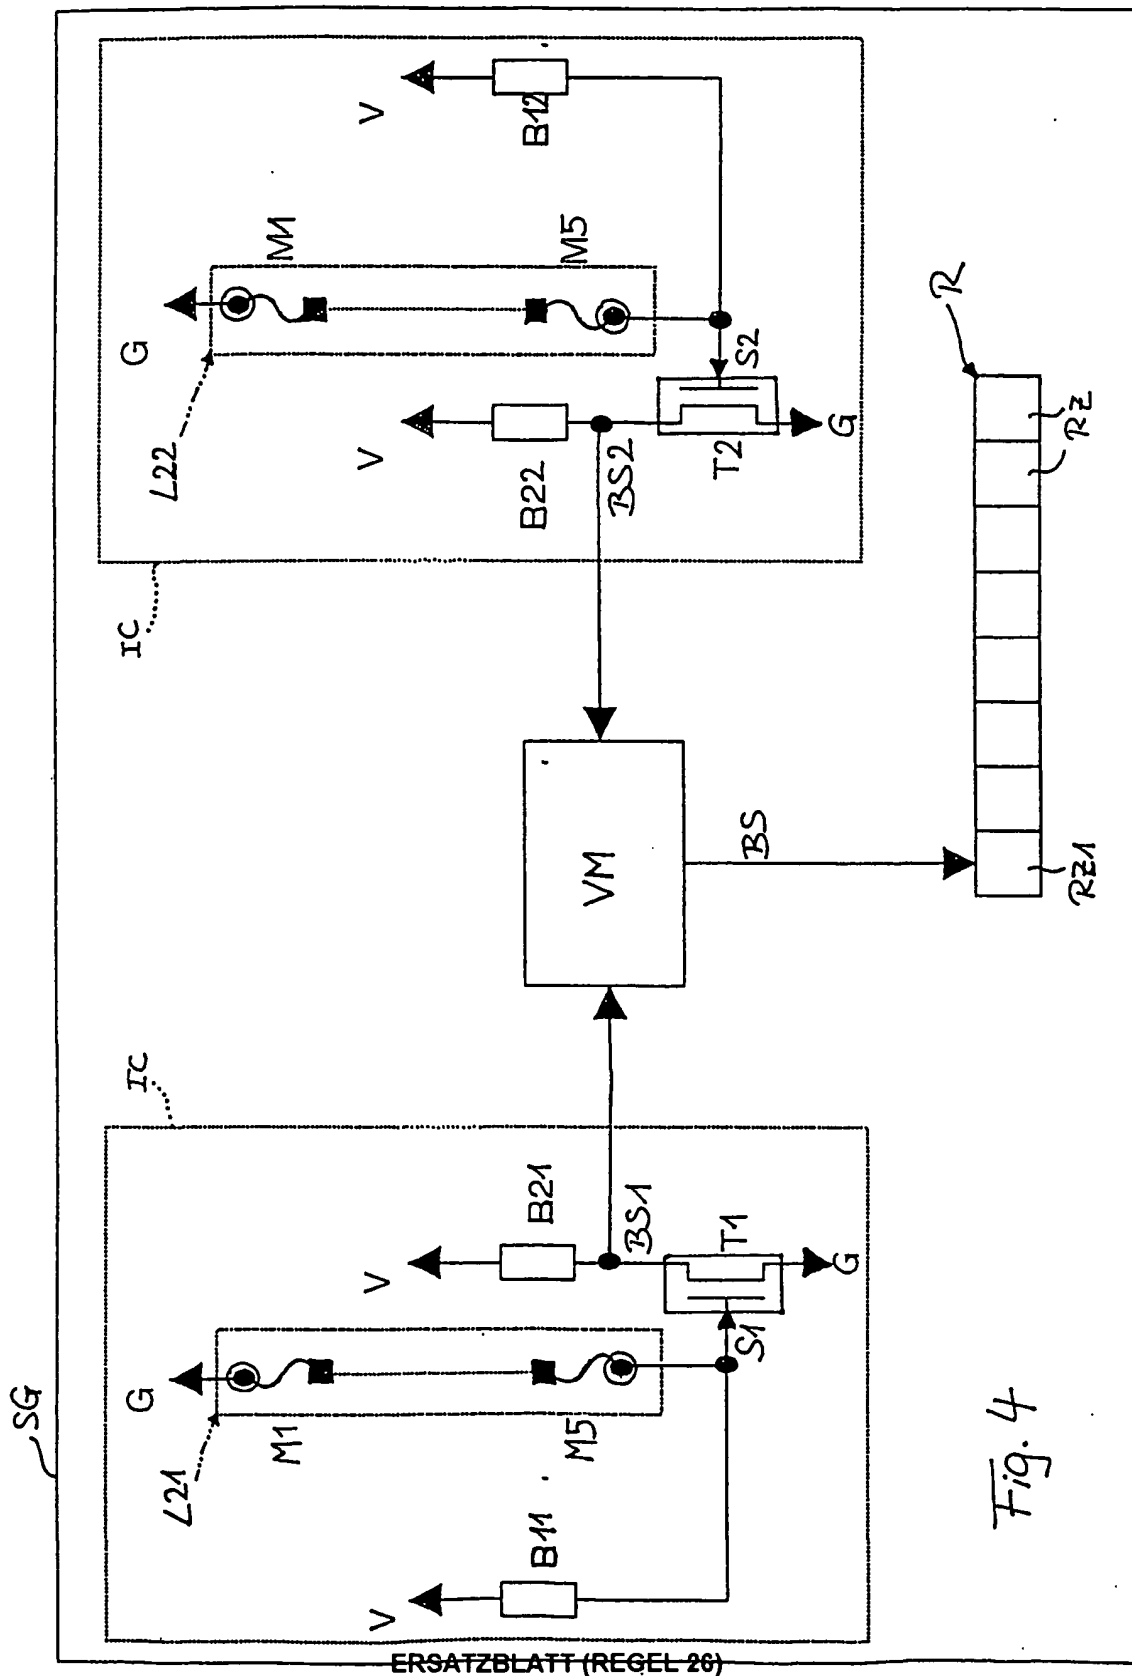 SG
IC
L21
G
M1
M5
V
B11
V
B21
BS1
S1
T1
G
VM
BS
IC
L22
G
M1
M5
V
B22
BS2
T2
S2
G
V
B12
R
RZ
RZ1
Fig. 4
ERSATZBLATT (REGEL 26)